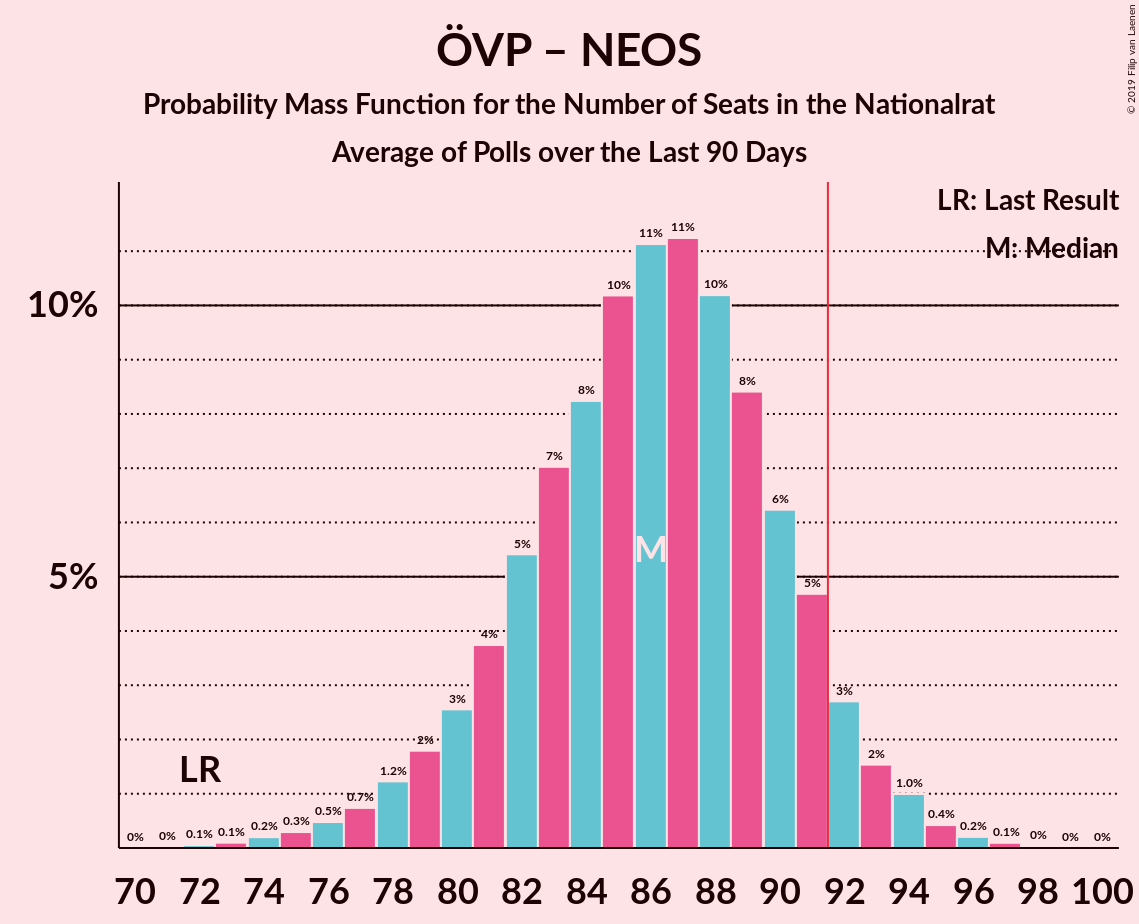 ÖVP – NEOS
Probability Mass Function for the Number of Seats in the Nationalrat
Average of Polls over the Last 90 Days
© 2019 Filip van Laenen
LR: Last Result
M: Median
10%
5%
0% 0% 0.1% 0.1% 0.2% 0.3% 0.5% 0.7% 1.2% 2% 3% 4% 5% 7% 8% 10% 11% 11% 10% 8% 6% 5% 3% 2% 1.0% 0.4% 0.2% 0.1% 0% 0% 0%
M
LR
70 72 74 76 78 80 82 84 86 88 90 92 94 96 98 100